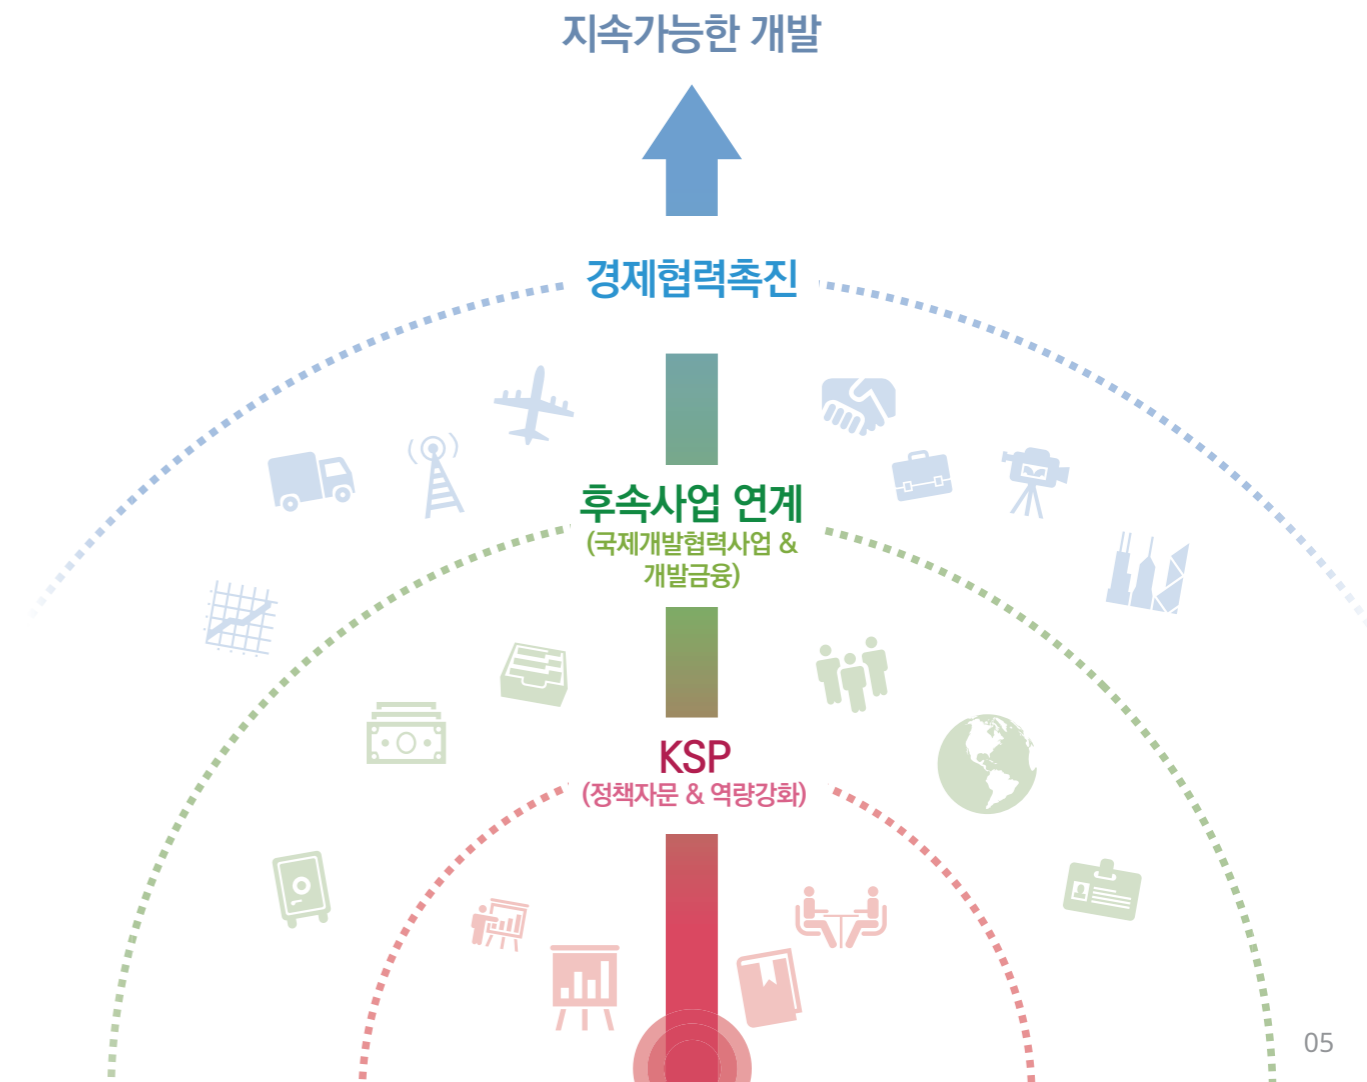 지속가능한 개발
경제협력촉진
후속사업 연계
(국제개발협력사업 &
개발금융)
KSP
(정책자문 & 역량강화)
05